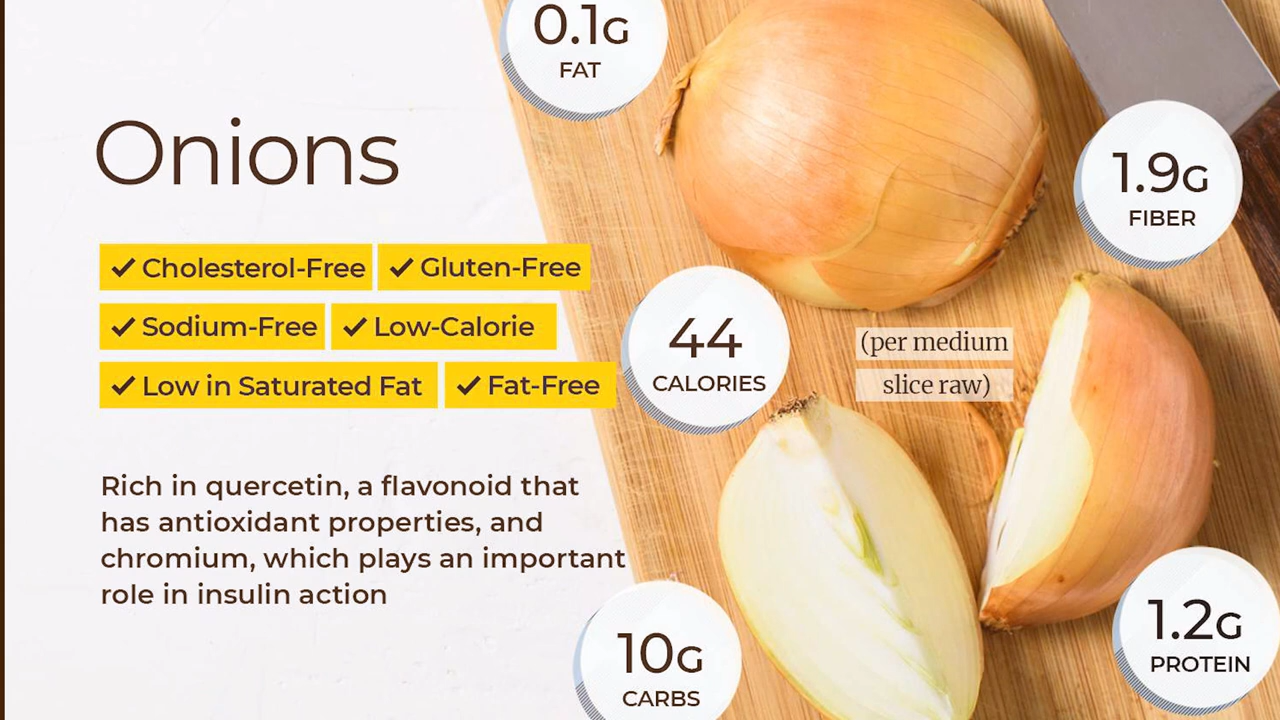 Onions
✓ Cholesterol-Free ✓ Gluten-Free
✓ Sodium-Free ✓ Low-Calorie
✓ Low in Saturated Fat ✓ Fat-Free
Rich in quercetin, a flavonoid that
has antioxidant properties, and
chromium, which plays an important
role in insulin action
0.1G
FAT
1.9G
FIBER
44
CALORIES
(per medium
slice raw)
10G
CARBS
1.2G
PROTEIN